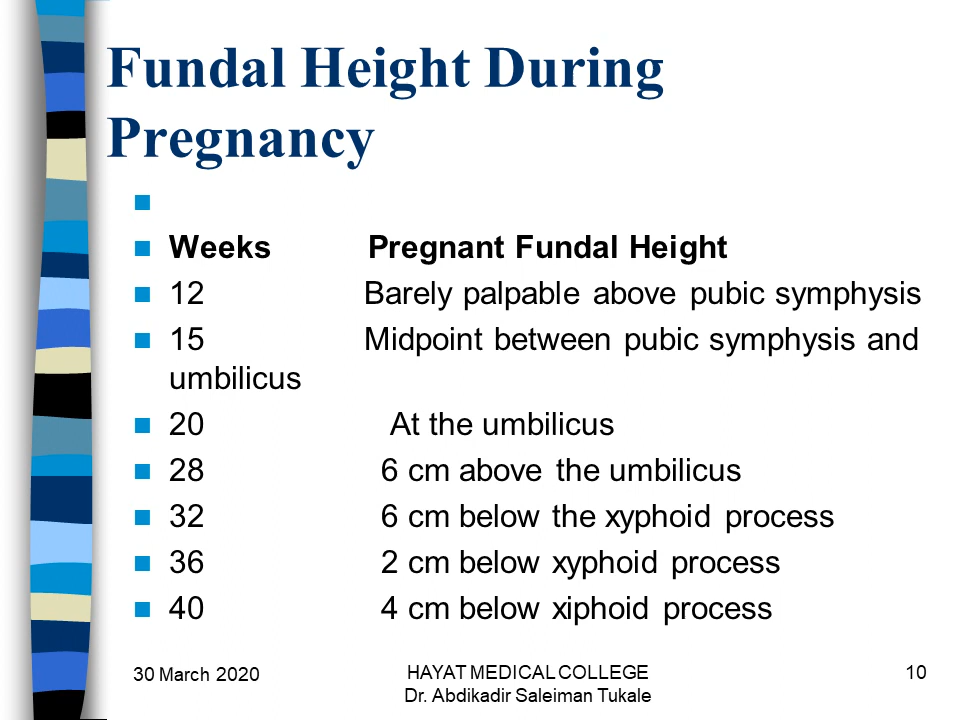 Fundal Height During
Pregnancy
Weeks Pregnant Fundal Height
12 Barely palpable above pubic symphysis
15 Midpoint between pubic symphysis and
umbilicus
20 At the umbilicus
28 6 cm above the umbilicus
32 6 cm below the xyphoid process
36 2 cm below xyphoid process
40 4 cm below xiphoid process
30 March 2020
HAYAT MEDICAL COLLEGE
Dr. Abdikadir Saleiman Tukale
10